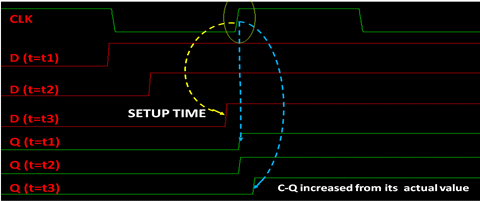 CLK
D (t=t1)
D (t=t2)
SETUP TIME
D (t=t3)
Q (t=t1)
Q (t=t2)
Q (t=t3)
C-Q increased from its actual value